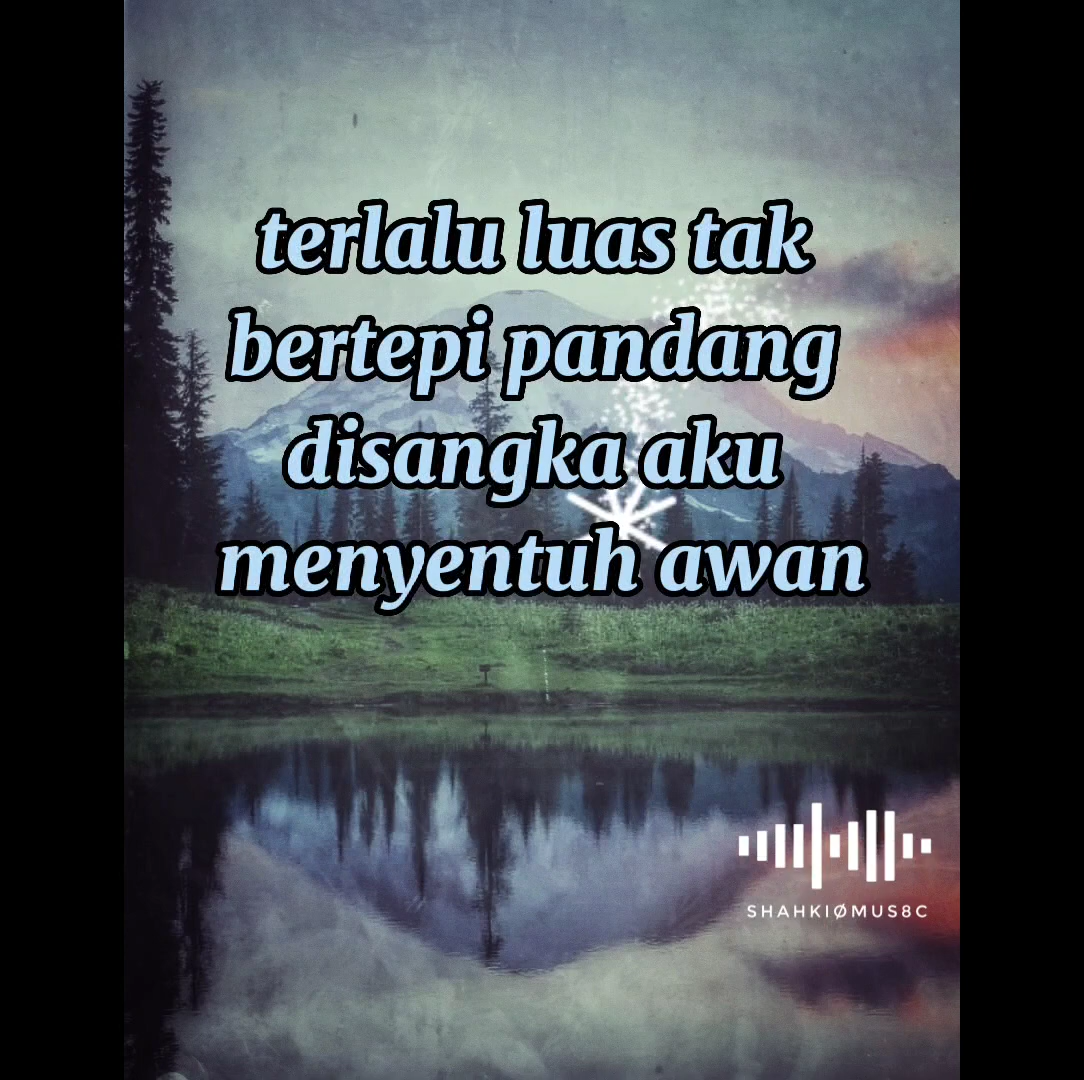 terlalu luas tak
bertepi pandang
disangka aku
menyentuh awan
SHAHKIØMUS8C